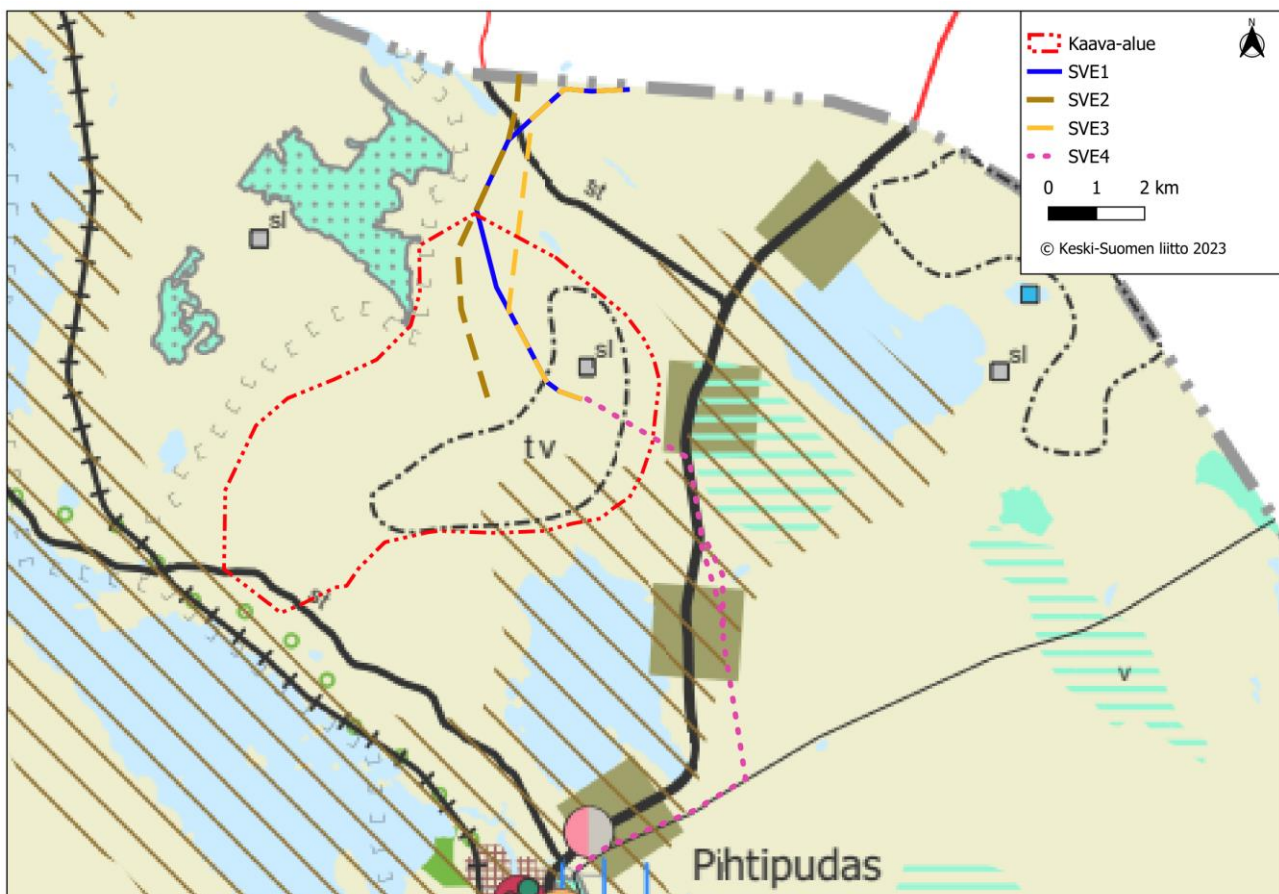 N
Kaava-alue
SVE1
SVE2
SVE3
SVE4
0 1 2 km
© Keski-Suomen liitto 2023
st
sl
sl
sl
tv
v
Pihtipudas